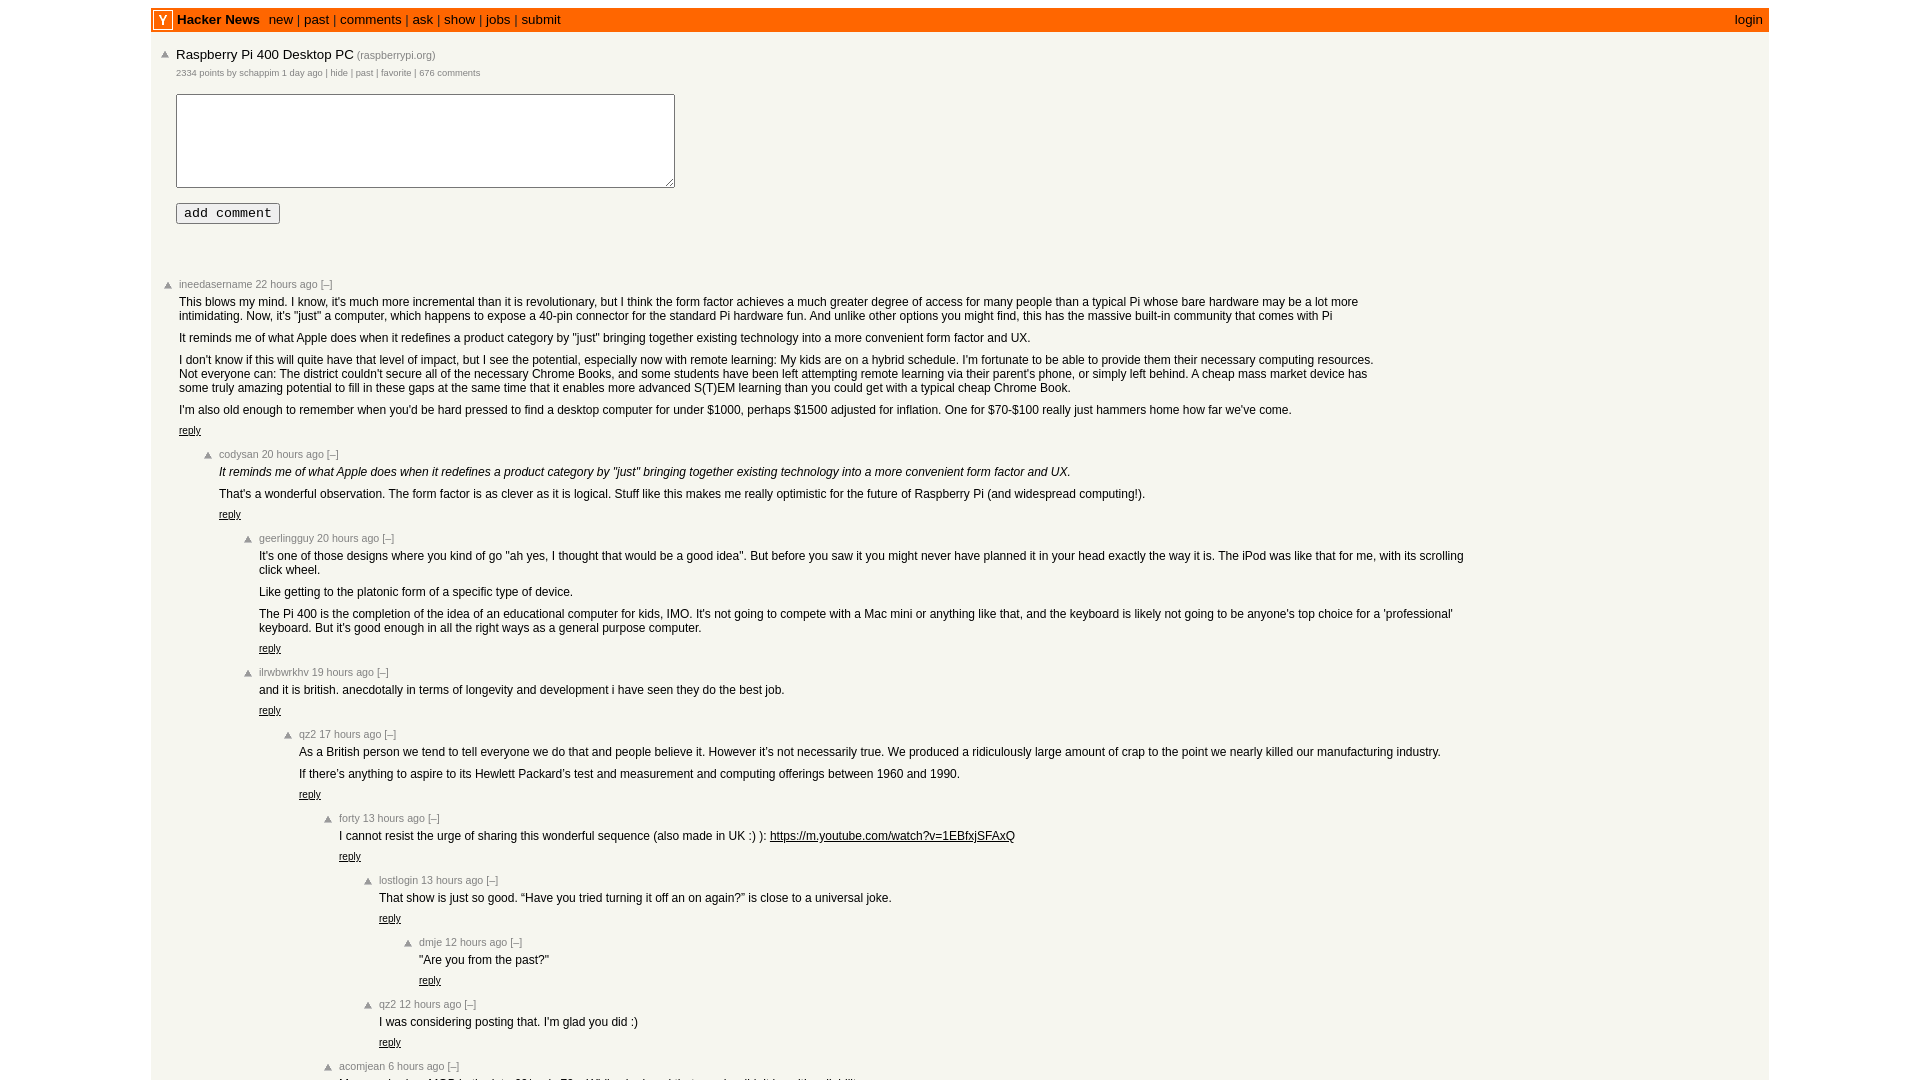 Y Hacker News new | past | comments | ask | show | jobs | submit login
Raspberry Pi 400 Desktop PC (raspberrypi.org)
2334 points by schappim 1 day ago | hide | past | favorite | 676 comments
add comment
ineedasername 22 hours ago [–]
This blows my mind. I know, it's much more incremental than it is revolutionary, but I think the form factor achieves a much greater degree of access for many people than a typical Pi whose bare hardware may be a lot more
intimidating. Now, it's "just" a computer, which happens to expose a 40-pin connector for the standard Pi hardware fun. And unlike other options you might find, this has the massive built-in community that comes with Pi
It reminds me of what Apple does when it redefines a product category by "just" bringing together existing technology into a more convenient form factor and UX.
I don't know if this will quite have that level of impact, but I see the potential, especially now with remote learning: My kids are on a hybrid schedule. I'm fortunate to be able to provide them their necessary computing resources.
Not everyone can: The district couldn't secure all of the necessary Chrome Books, and some students have been left attempting remote learning via their parent's phone, or simply left behind. A cheap mass market device has
some truly amazing potential to fill in these gaps at the same time that it enables more advanced S(T)EM learning than you could get with a typical cheap Chrome Book.
I'm also old enough to remember when you'd be hard pressed to find a desktop computer for under $1000, perhaps $1500 adjusted for inflation. One for $70-$100 really just hammers home how far we've come.
reply
codysan 20 hours ago [–]
It reminds me of what Apple does when it redefines a product category by "just" bringing together existing technology into a more convenient form factor and UX.
That's a wonderful observation. The form factor is as clever as it is logical. Stuff like this makes me really optimistic for the future of Raspberry Pi (and widespread computing!).
reply
geerlingguy 20 hours ago [–]
It's one of those designs where you kind of go "ah yes, I thought that would be a good idea". But before you saw it you might never have planned it in your head exactly the way it is. The iPod was like that for me, with its scrolling
click wheel.
Like getting to the platonic form of a specific type of device.
The Pi 400 is the completion of the idea of an educational computer for kids, IMO. It's not going to compete with a Mac mini or anything like that, and the keyboard is likely not going to be anyone's top choice for a 'professional'
keyboard. But it's good enough in all the right ways as a general purpose computer.
reply
ilrwbwrkhv 19 hours ago [–]
and it is british. anecdotally in terms of longevity and development i have seen they do the best job.
reply
qz2 17 hours ago [–]
As a British person we tend to tell everyone we do that and people believe it. However it’s not necessarily true. We produced a ridiculously large amount of crap to the point we nearly killed our manufacturing industry.
If there’s anything to aspire to its Hewlett Packard’s test and measurement and computing offerings between 1960 and 1990.
reply
forty 13 hours ago [–]
I cannot resist the urge of sharing this wonderful sequence (also made in UK :) ): https://m.youtube.com/watch?v=1EBfxjSFAxQ
reply
lostlogin 13 hours ago [–]
That show is just so good. “Have you tried turning it off an on again?” is close to a universal joke.
reply
dmje 12 hours ago [–]
"Are you from the past?"
reply
qz2 12 hours ago [–]
I was considering posting that. I'm glad you did :)
reply
acomjean 6 hours ago [–]